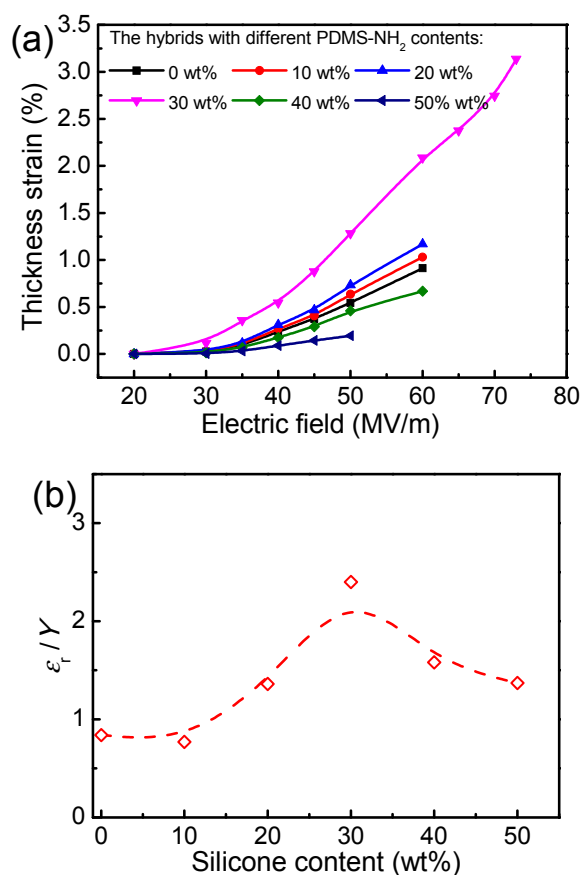 (a)
The hybrids with different PDMS-NH₂ contents:
0 wt% 10 wt% 20 wt%
30 wt% 40 wt% 50% wt%
3.5
3.0
2.5
2.0
1.5
1.0
0.5
0.0
Thickness strain (%)
20 30 40 50 60 70 80
Electric field (MV/m)
(b)
3
2
1
0
εr / Y
0 10 20 30 40 50
Silicone content (wt%)